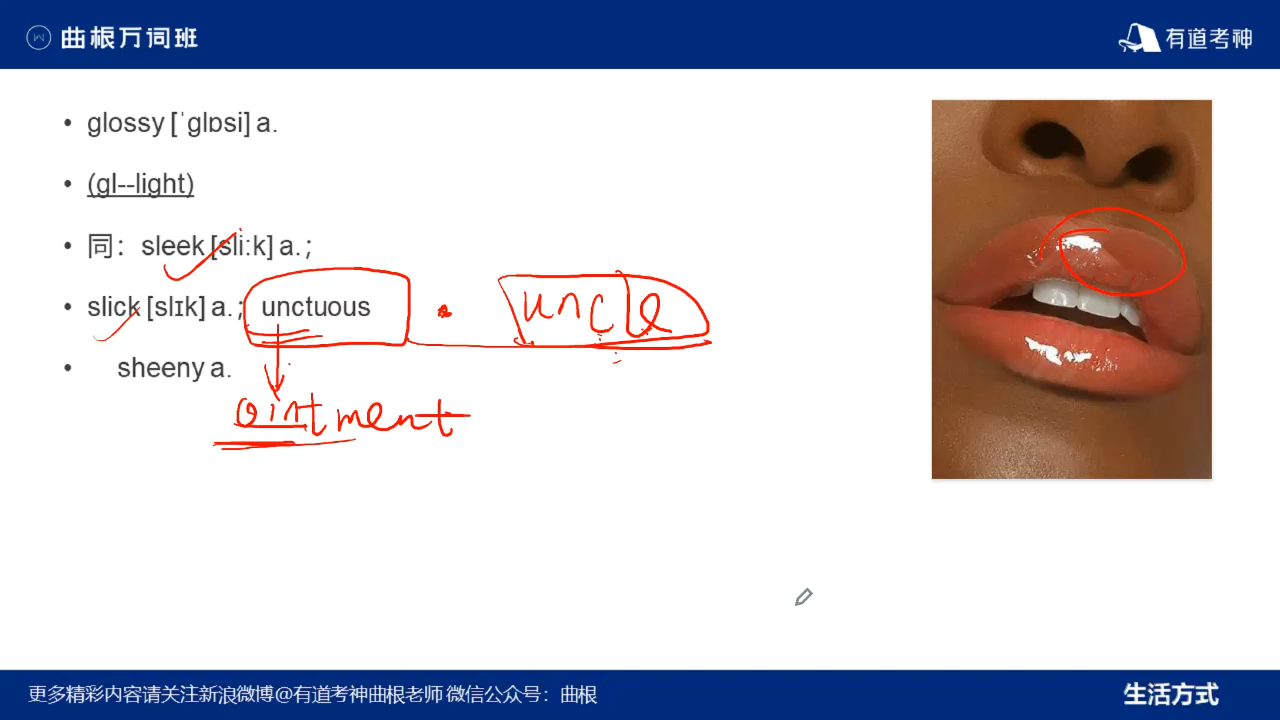 曲根万词班
有道考神
glossy [ˈglɒsi] a.
(gl--light)
同：sleek [sli:k] a.；
slick [slɪk] a.；unctuous
uncle
sheeny a.
ointment
更多精彩内容请关注新浪微博@有道考神曲根老师 微信公众号：曲根
生活方式